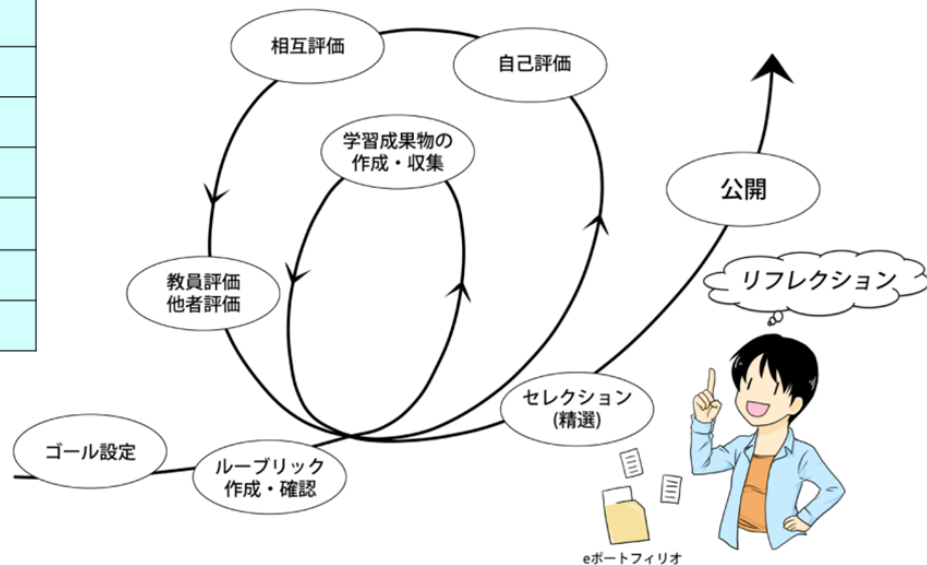 相互評価
自己評価
学習成果物の
作成・収集
公開
教員評価
他者評価
リフレクション
セレクション
(精選)
ゴール設定
ルーブリック
作成・確認
eポートフィリオ